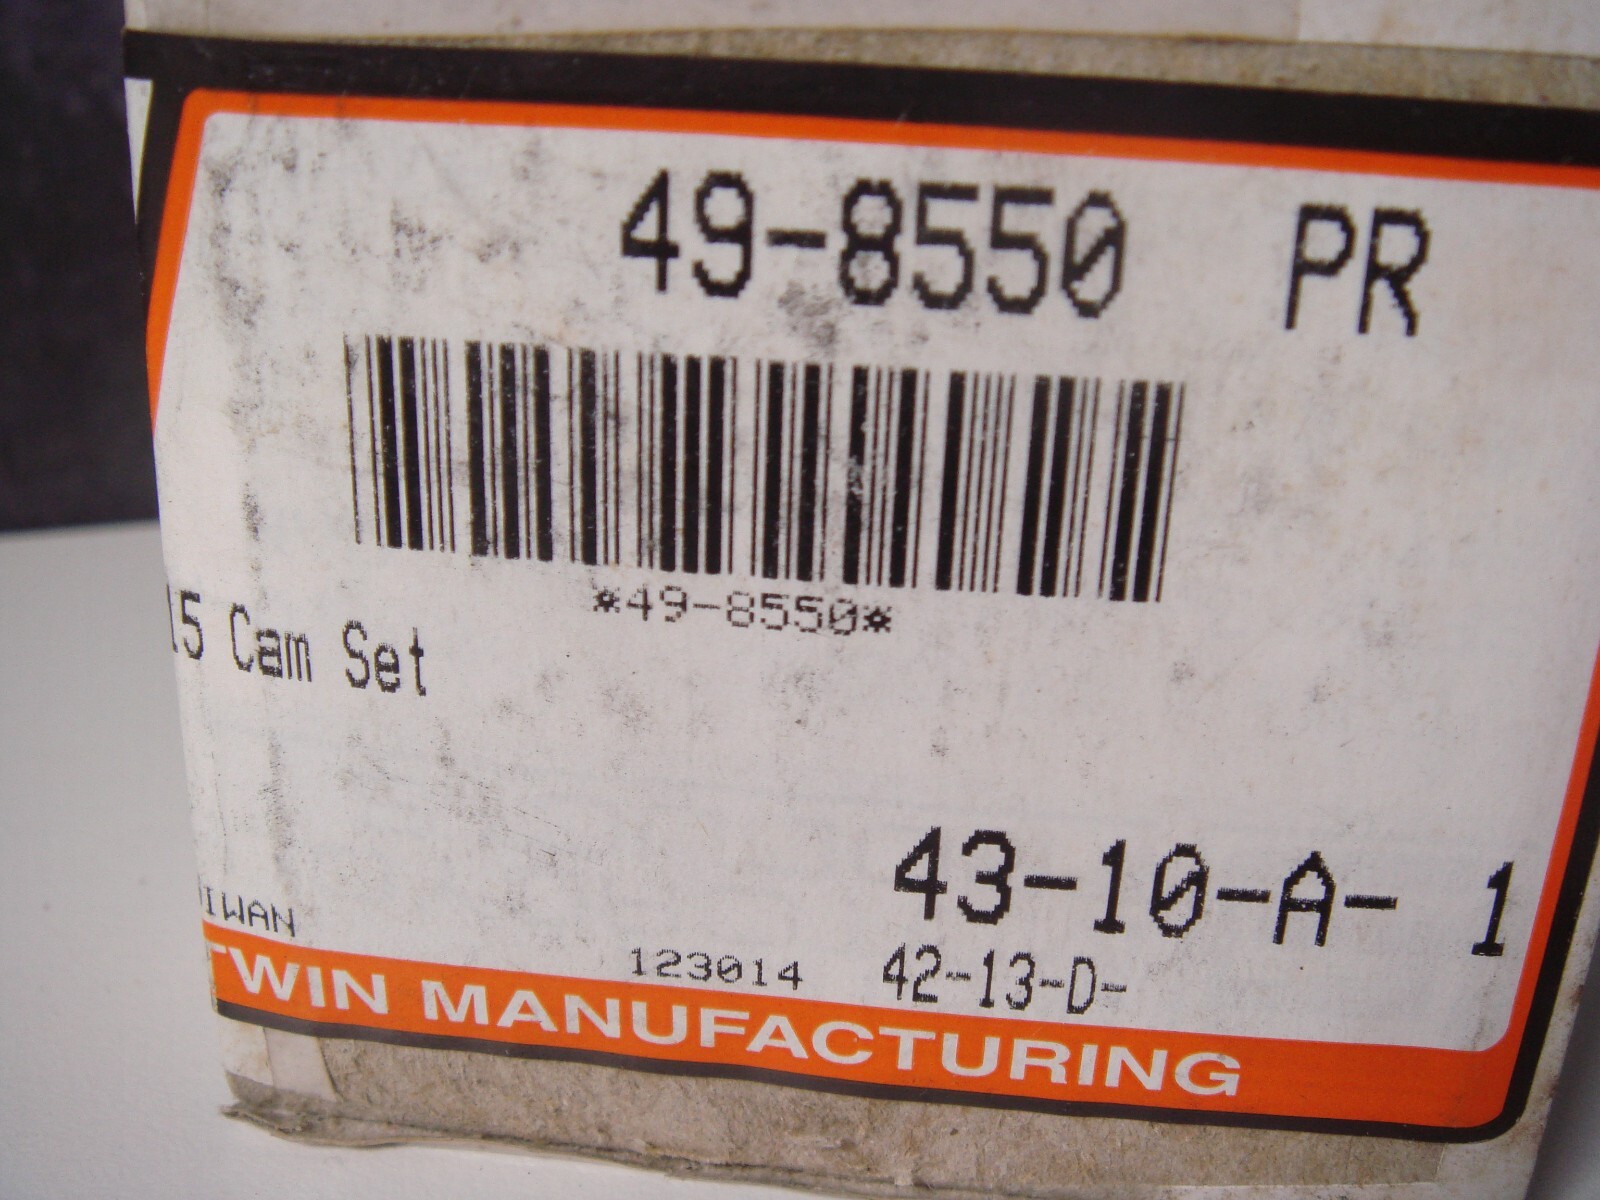 49-8550 PR
*49-8550*
15 Cam Set
43-10-A- 1
IWAN
123014 42-13-D-
TWIN MANUFACTURING